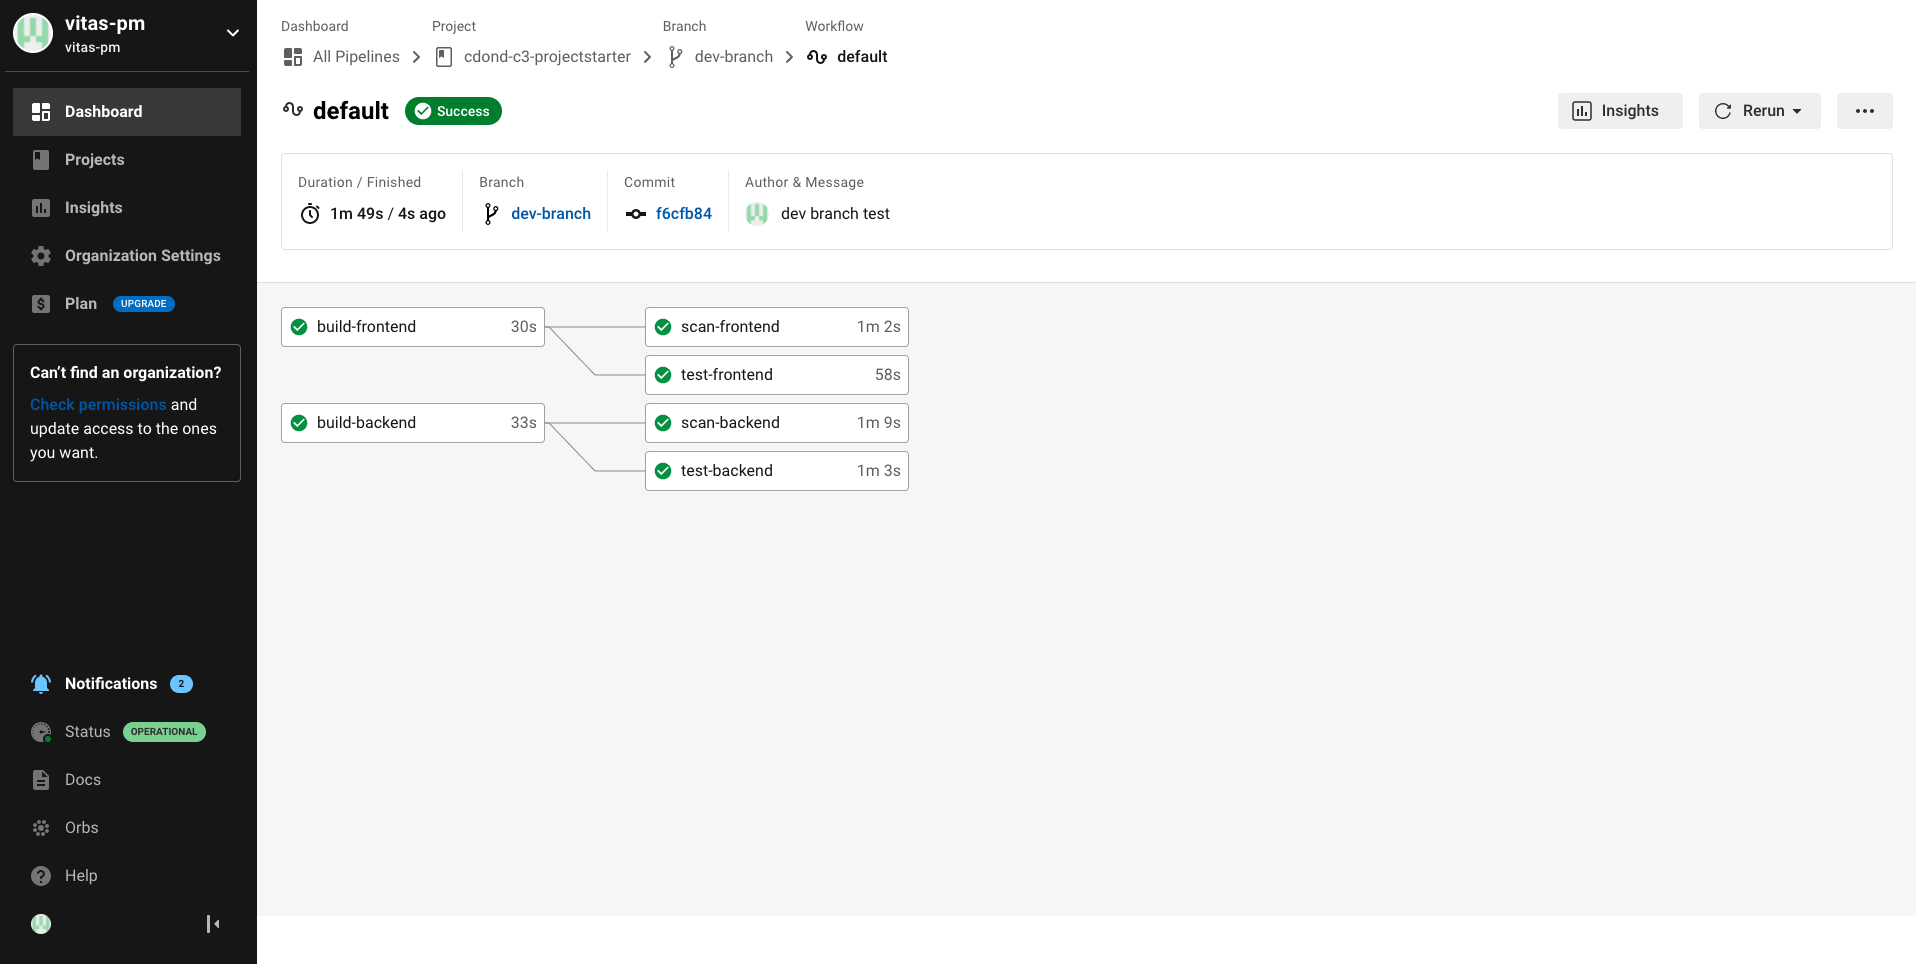 vitas-pm
vitas-pm
Dashboard
Projects
Insights
Organization Settings
Plan UPGRADE
Can’t find an organization?
Check permissions and
update access to the ones
you want.
Notifications 2
Status OPERATIONAL
Docs
Orbs
Help
Dashboard Project Branch Workflow
All Pipelines cdond-c3-projectstarter dev-branch default
default Success Insights Rerun
Duration / Finished Branch Commit Author & Message
1m 49s / 4s ago dev-branch f6cfb84 dev branch test
build-frontend 30s scan-frontend 1m 2s
test-frontend 58s
build-backend 33s scan-backend 1m 9s
test-backend 1m 3s